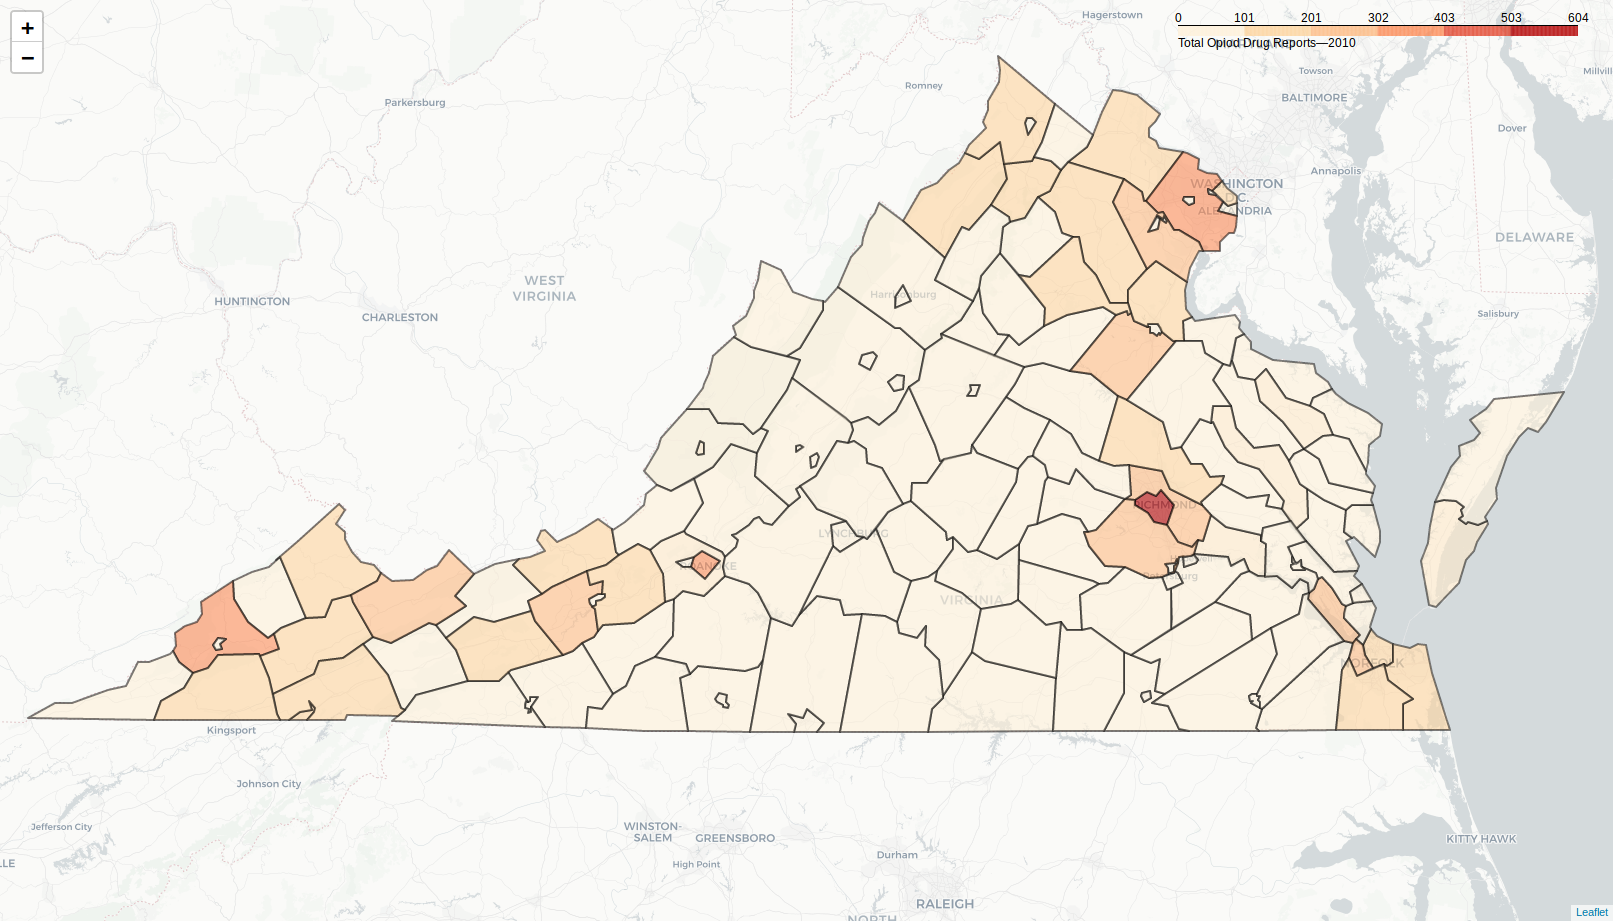 +
−
0 101 201 302 403 503 604
Total Opiod Drug Reports—2010
Hagerstown
Towson
Millvill
Romney
Parkersburg
BALTIMORE
Dover
Annapolis
WASHINGTON
D.C.
ALEXANDRIA
DELAWARE
WEST
VIRGINIA
Harrisonburg
HUNTINGTON
CHARLESTON
Salisbury
RICHMOND
LYNCHBURG
Hopewell
ROANOKE
Petersburg
VIRGINIA
NORFOLK
Kingsport
Johnson City
Jefferson City
LLE
WINSTON-
SALEM
GREENSBORO
High Point
Durham
KITTY HAWK
RALEIGH
NORTH
Leaflet